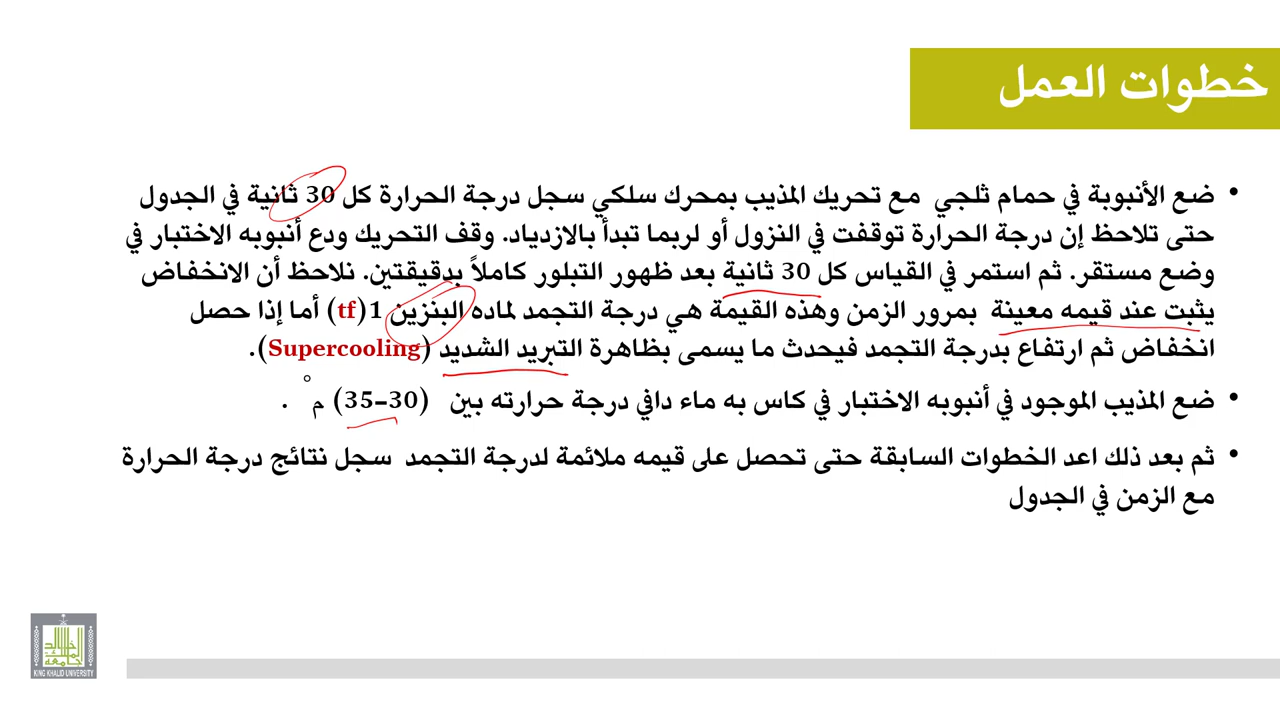 خطوات العمل
• ضع الأنبوبة في حمام ثلجي مع تحريك المذيب بمحرك سلكي سجل درجة الحرارة كل 30 ثانية في الجدول
حتى تلاحظ إن درجة الحرارة توقفت في النزول أو لربما تبدأ بالازدياد. وقف التحريك ودع أنبوبه الاختبار في
وضع مستقر. ثم استمر في القياس كل 30 ثانية بعد ظهور التبلور كاملاً بدقيقتين. نلاحظ أن الانخفاض
يثبت عند قيمه معينة بمرور الزمن وهذه القيمة هي درجة التجمد لماده البنزين 1(tf) أما إذا حصل
انخفاض ثم ارتفاع بدرجة التجمد فيحدث ما يسمى بظاهرة التبريد الشديد (Supercooling).
• ضع المذيب الموجود في أنبوبه الاختبار في كاس به ماء دافي درجة حرارته بين (30–35) م° .
• ثم بعد ذلك اعد الخطوات السابقة حتى تحصل على قيمه ملائمة لدرجة التجمد سجل نتائج درجة الحرارة
مع الزمن في الجدول
جامعة الملك خالد
KING KHALID UNIVERSITY